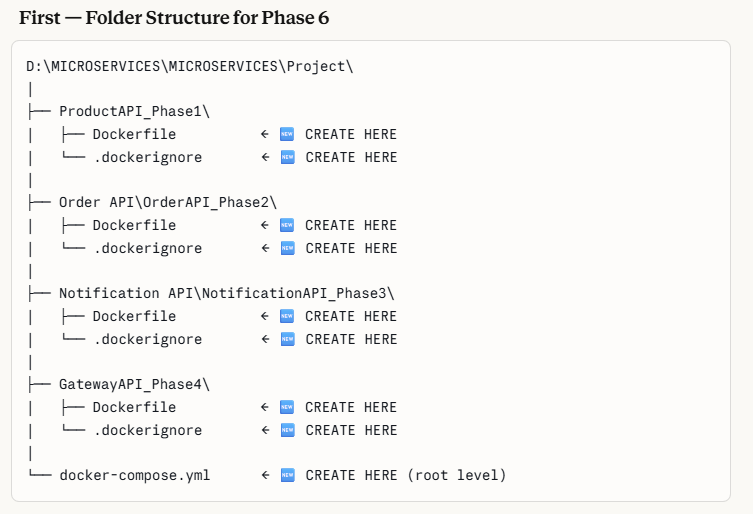 First — Folder Structure for Phase 6
D:\MICROSERVICES\MICROSERVICES\Project\
│
├── ProductAPI_Phase1\
│   ├── Dockerfile          ← 🆕 CREATE HERE
│   └── .dockerignore       ← 🆕 CREATE HERE
│
├── Order API\OrderAPI_Phase2\
│   ├── Dockerfile          ← 🆕 CREATE HERE
│   └── .dockerignore       ← 🆕 CREATE HERE
│
├── Notification API\NotificationAPI_Phase3\
│   ├── Dockerfile          ← 🆕 CREATE HERE
│   └── .dockerignore       ← 🆕 CREATE HERE
│
├── GatewayAPI_Phase4\
│   ├── Dockerfile          ← 🆕 CREATE HERE
│   └── .dockerignore       ← 🆕 CREATE HERE
│
└── docker-compose.yml      ← 🆕 CREATE HERE (root level)